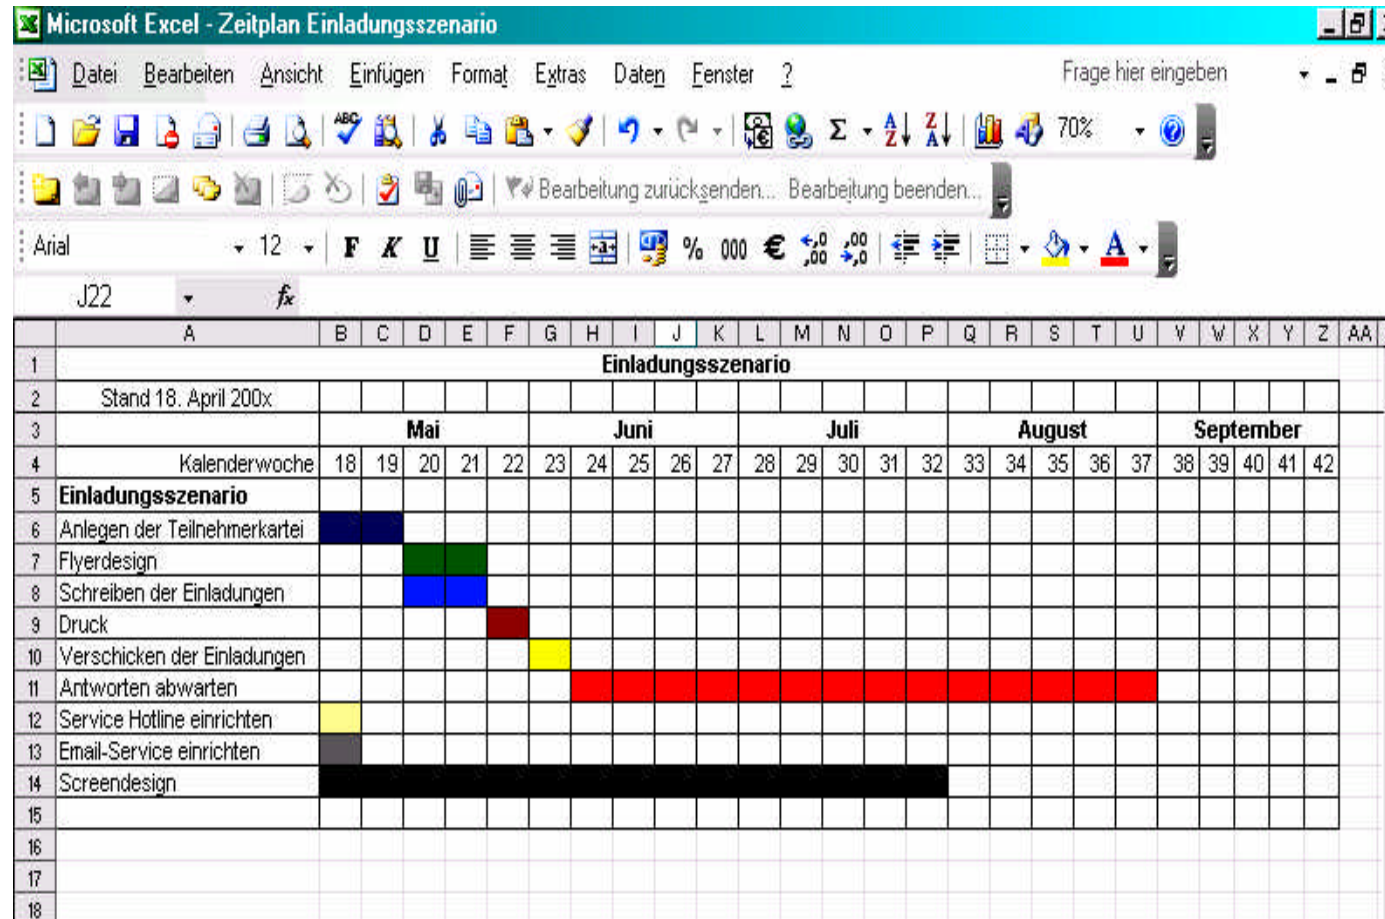 Microsoft Excel - Zeitplan Einladungsszenario
Datei Bearbeiten Ansicht Einfügen Format Extras Daten Fenster ? Frage hier eingeben
ABC Σ A Z Z A 70%
Bearbeitung zurücksenden... Bearbeitung beenden...
Arial 12 F K U a % 000 € ,0 ,00 ,00 ,0 A
J22 fx
A B C D E F G H I J K L M N O P Q R S T U V W X Y Z AA
1 Einladungsszenario
2 Stand 18. April 200x
3 Mai Juni Juli August September
4 Kalenderwoche 18 19 20 21 22 23 24 25 26 27 28 29 30 31 32 33 34 35 36 37 38 39 40 41 42
5 Einladungsszenario
6 Anlegen der Teilnehmerkartei
7 Flyerdesign
8 Schreiben der Einladungen
9 Druck
10 Verschicken der Einladungen
11 Antworten abwarten
12 Service Hotline einrichten
13 Email-Service einrichten
14 Screendesign
15
16
17
18